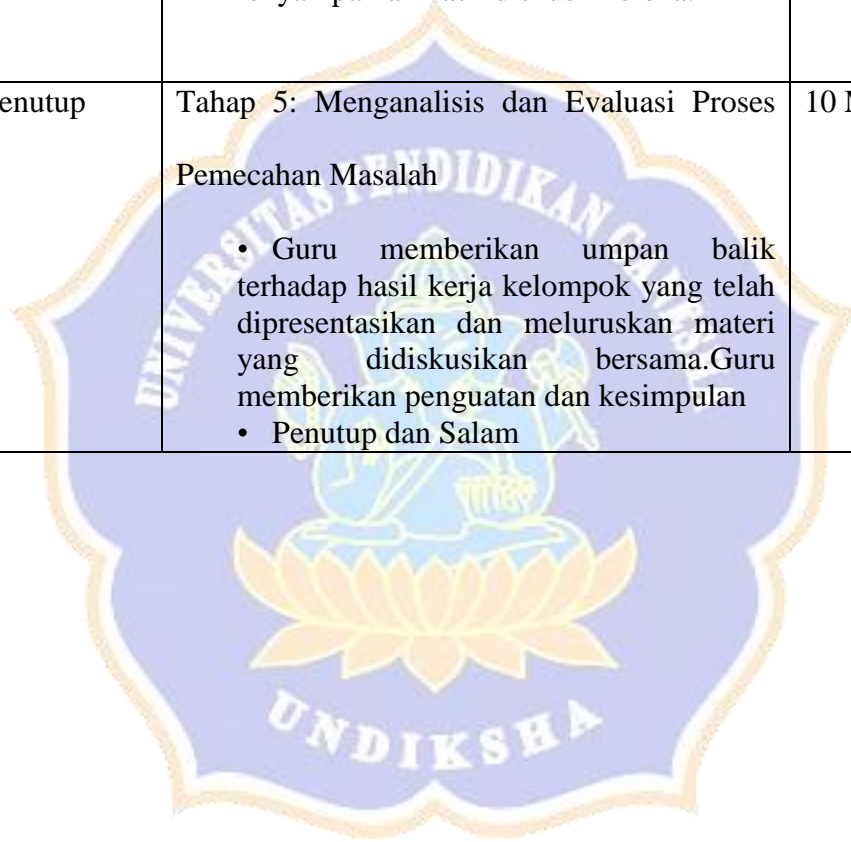 enutup
Tahap 5: Menganalisis dan Evaluasi Proses
10 M
Pemecahan Masalah
• Guru memberikan umpan balik
terhadap hasil kerja kelompok yang telah
dipresentasikan dan meluruskan materi
yang didiskusikan bersama.Guru
memberikan penguatan dan kesimpulan
• Penutup dan Salam
UNIVERSITAS PENDIDIKAN GANESHA
UNDIKSHA